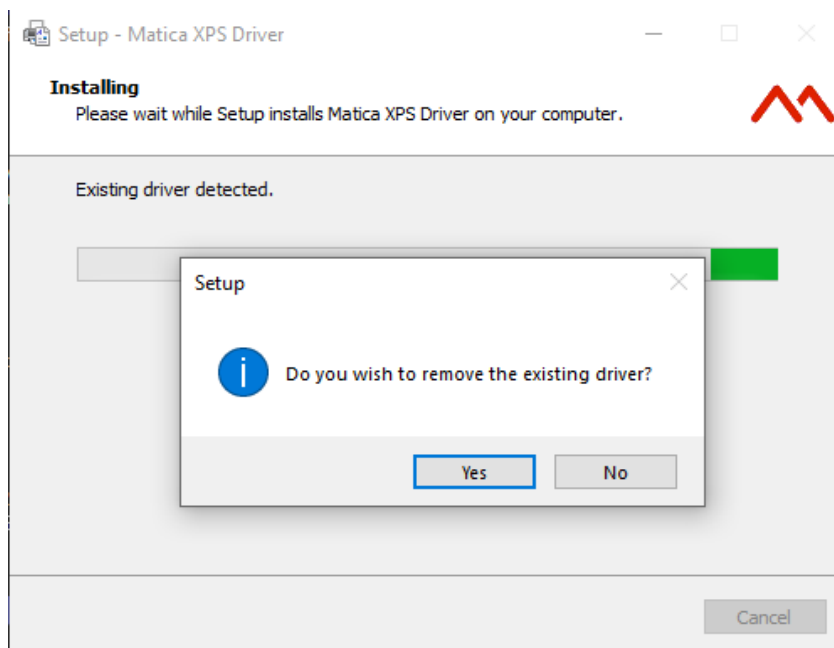 Setup - Matica XPS Driver
Installing
Please wait while Setup installs Matica XPS Driver on your computer.
Existing driver detected.
Setup
Do you wish to remove the existing driver?
Yes No
Cancel